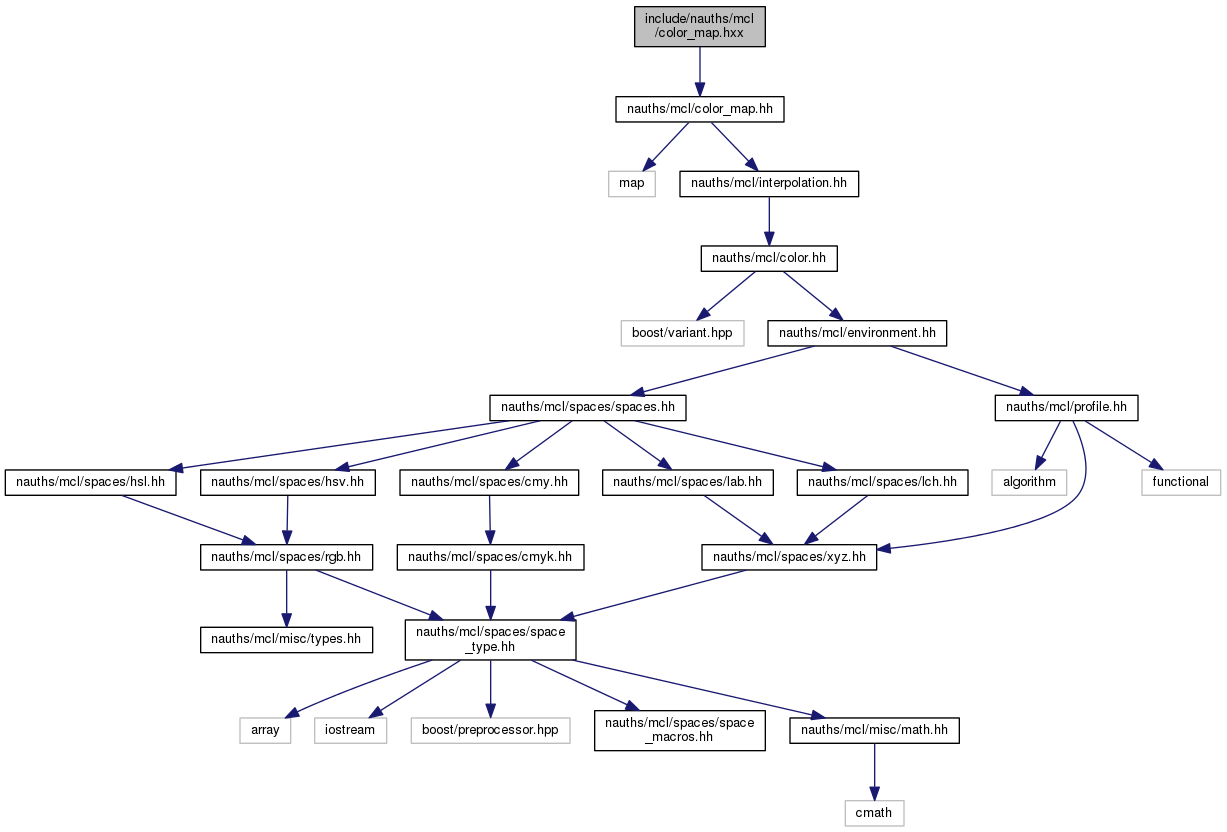 include/nauths/mcl
/color_map.hxx
nauths/mcl/color_map.hh
map
nauths/mcl/interpolation.hh
nauths/mcl/color.hh
boost/variant.hpp
nauths/mcl/environment.hh
nauths/mcl/spaces/spaces.hh
nauths/mcl/profile.hh
nauths/mcl/spaces/hsl.hh
nauths/mcl/spaces/hsv.hh
nauths/mcl/spaces/cmy.hh
nauths/mcl/spaces/lab.hh
nauths/mcl/spaces/lch.hh
algorithm
functional
nauths/mcl/spaces/rgb.hh
nauths/mcl/spaces/cmyk.hh
nauths/mcl/spaces/xyz.hh
nauths/mcl/misc/types.hh
nauths/mcl/spaces/space
_type.hh
array
iostream
boost/preprocessor.hpp
nauths/mcl/spaces/space
_macros.hh
nauths/mcl/misc/math.hh
cmath